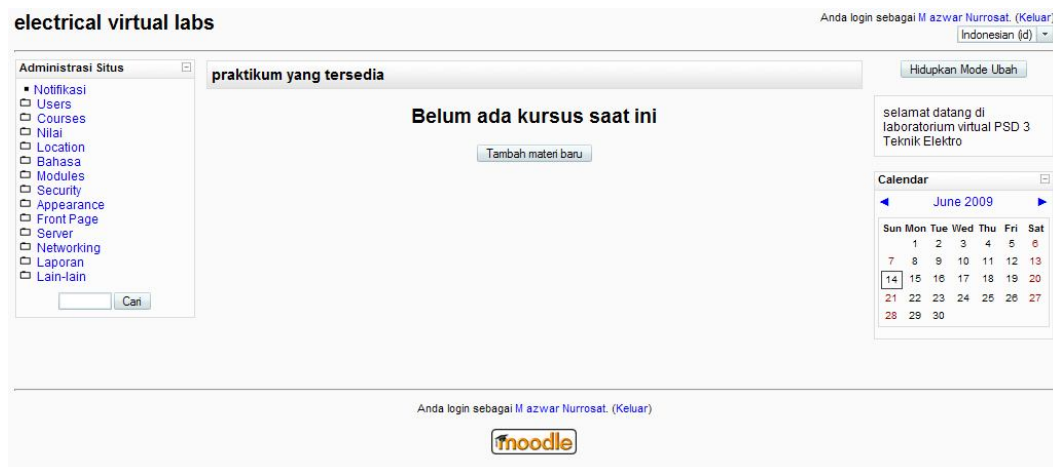 electrical virtual labs
Anda login sebagai M azwar Nurrosat. (Keluar)
Indonesian (id)
Administrasi Situs
Notifikasi
Users
Courses
Nilai
Location
Bahasa
Modules
Security
Appearance
Front Page
Server
Networking
Laporan
Lain-lain
Cari
praktikum yang tersedia
Belum ada kursus saat ini
Tambah materi baru
Hidupkan Mode Ubah
selamat datang di
laboratorium virtual PSD 3
Teknik Elektro
Calendar
◄ June 2009 ►
Sun Mon Tue Wed Thu Fri Sat
1 2 3 4 5 6
7 8 9 10 11 12 13
14 15 16 17 18 19 20
21 22 23 24 25 26 27
28 29 30
Anda login sebagai M azwar Nurrosat. (Keluar)
moodle